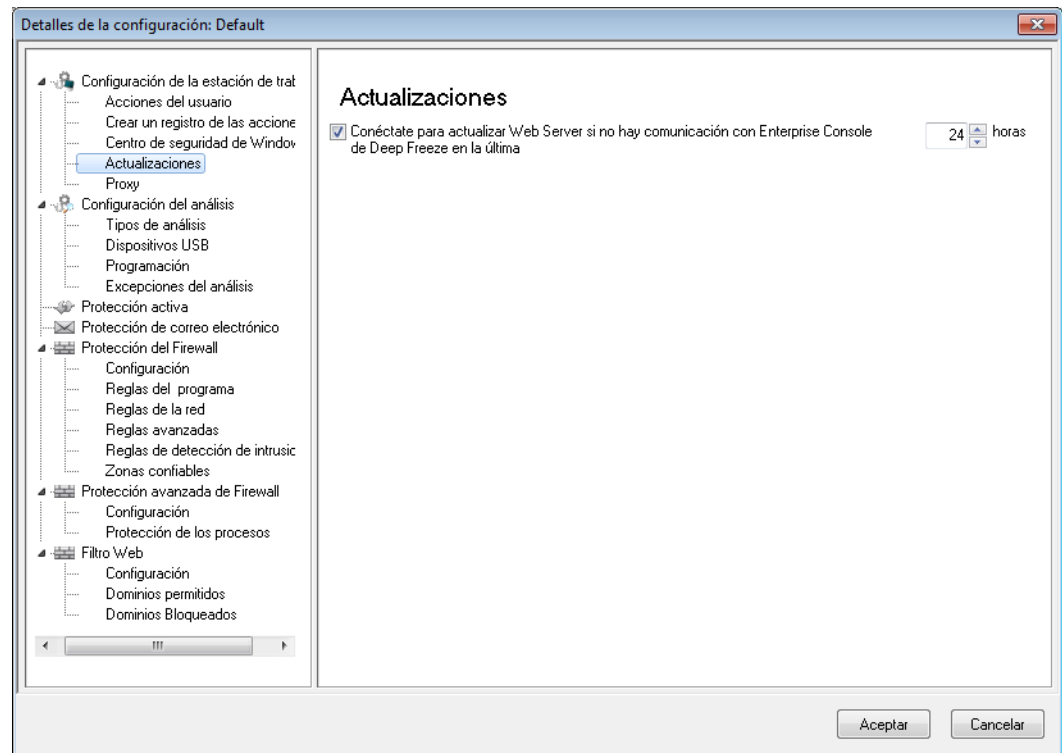 Detalles de la configuración: Default
Configuración de la estación de trat
Acciones del usuario
Crear un registro de las accione
Centro de seguridad de Window
Actualizaciones
Proxy
Configuración del análisis
Tipos de análisis
Dispositivos USB
Programación
Excepciones del análisis
Protección activa
Protección de correo electrónico
Protección del Firewall
Configuración
Reglas del programa
Reglas de la red
Reglas avanzadas
Reglas de detección de intrusic
Zonas confiables
Protección avanzada de Firewall
Configuración
Protección de los procesos
Filtro Web
Configuración
Dominios permitidos
Dominios Bloqueados
Actualizaciones
Conéctate para actualizar Web Server si no hay comunicación con Enterprise Console
de Deep Freeze en la última
24 horas
Aceptar
Cancelar